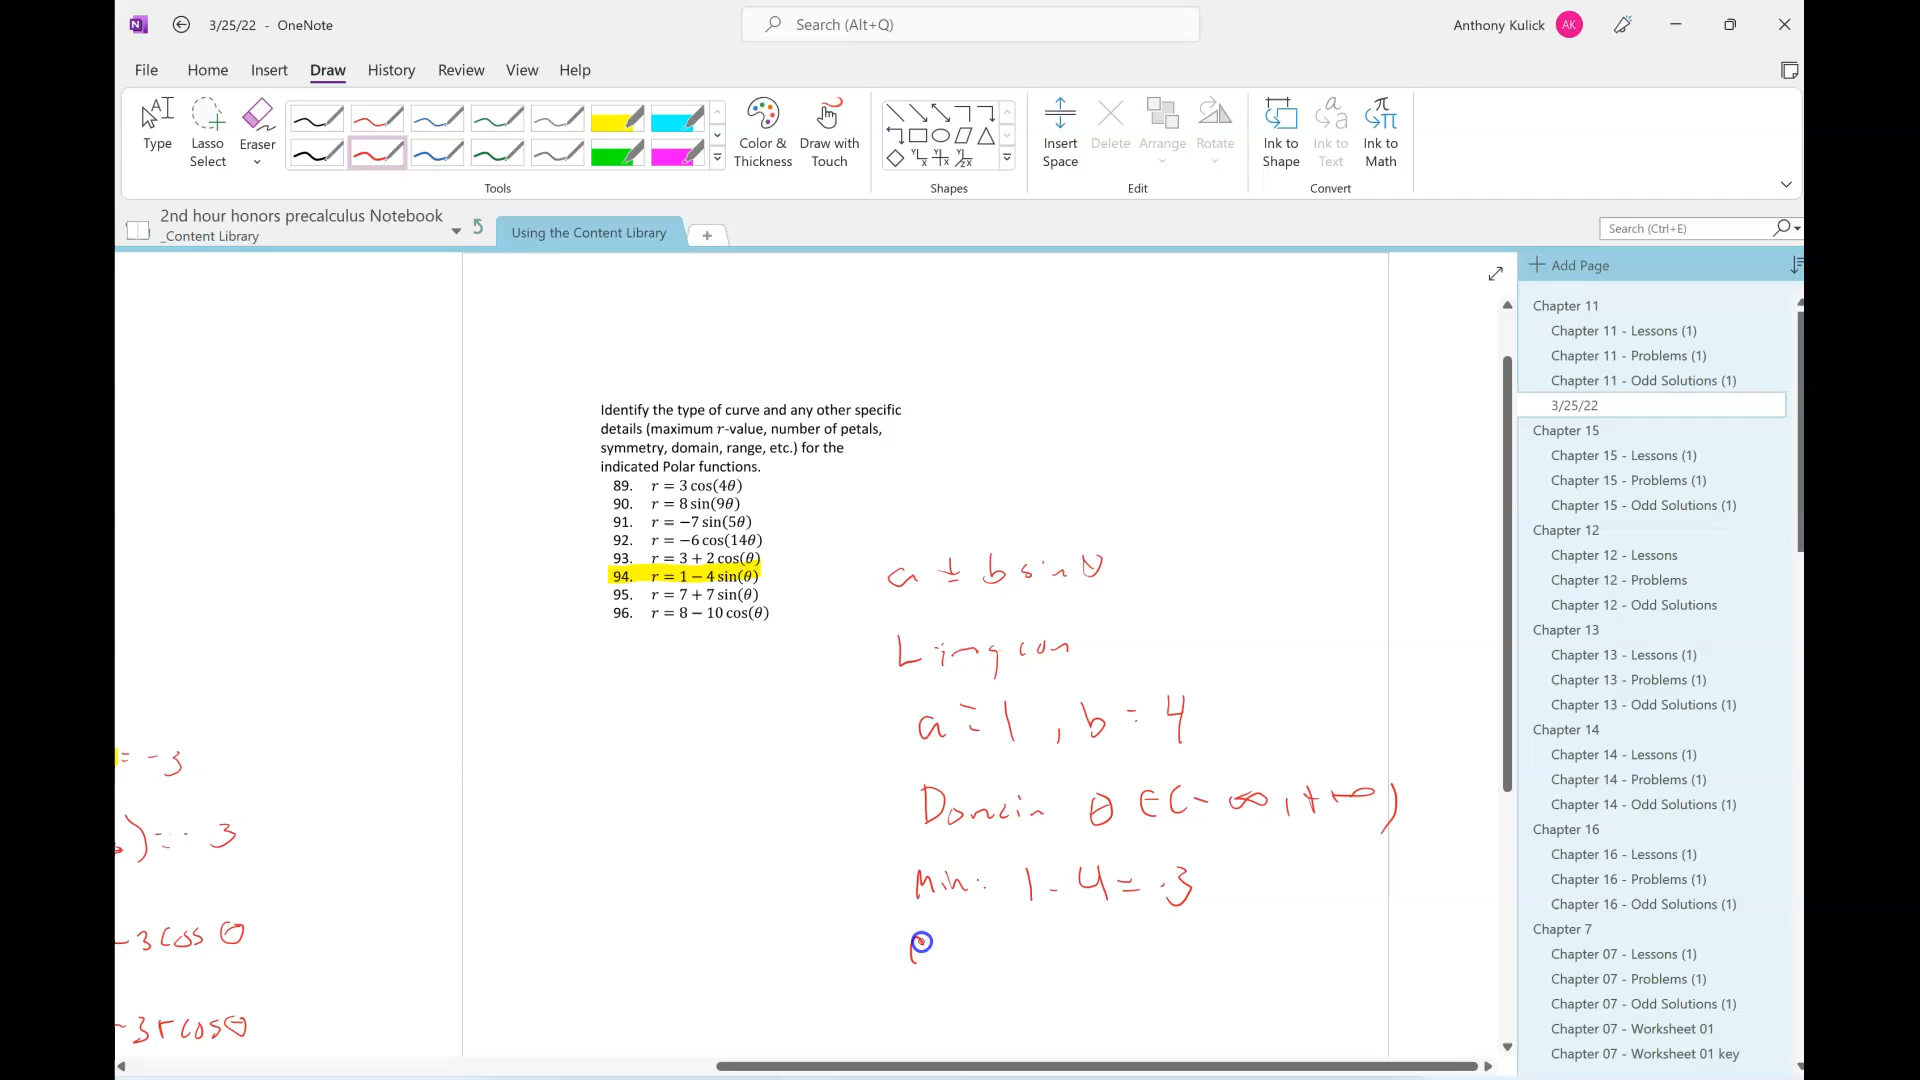 3/25/22 - OneNote
Search (Alt+Q)
Anthony Kulick AK
File Home Insert Draw History Review View Help
Type
Lasso Select
Eraser
Color & Thickness
Draw with Touch
Insert Space
Delete
Arrange
Rotate
Ink to Shape
Ink to Text
Ink to Math
Tools
Shapes
Edit
Convert
2nd hour honors precalculus Notebook
_Content Library
Using the Content Library
Search (Ctrl+E)
Identify the type of curve and any other specific
details (maximum r-value, number of petals,
symmetry, domain, range, etc.) for the
indicated Polar functions.
89. r = 3 cos(4θ)
90. r = 8 sin(9θ)
91. r = −7 sin(5θ)
92. r = −6 cos(14θ)
93. r = 3 + 2 cos(θ)
94. r = 1 − 4 sin(θ)
95. r = 7 + 7 sin(θ)
96. r = 8 − 10 cos(θ)
a ± b sin θ
Limacon
a = 1 , b = 4
Domain θ ∈ (- ∞, +∞)
Min: 1 - 4 = -3
= -3
) = - 3
-3 cos θ
-3 r cos θ
Add Page
Chapter 11
Chapter 11 - Lessons (1)
Chapter 11 - Problems (1)
Chapter 11 - Odd Solutions (1)
3/25/22
Chapter 15
Chapter 15 - Lessons (1)
Chapter 15 - Problems (1)
Chapter 15 - Odd Solutions (1)
Chapter 12
Chapter 12 - Lessons
Chapter 12 - Problems
Chapter 12 - Odd Solutions
Chapter 13
Chapter 13 - Lessons (1)
Chapter 13 - Problems (1)
Chapter 13 - Odd Solutions (1)
Chapter 14
Chapter 14 - Lessons (1)
Chapter 14 - Problems (1)
Chapter 14 - Odd Solutions (1)
Chapter 16
Chapter 16 - Lessons (1)
Chapter 16 - Problems (1)
Chapter 16 - Odd Solutions (1)
Chapter 7
Chapter 07 - Lessons (1)
Chapter 07 - Problems (1)
Chapter 07 - Odd Solutions (1)
Chapter 07 - Worksheet 01
Chapter 07 - Worksheet 01 key